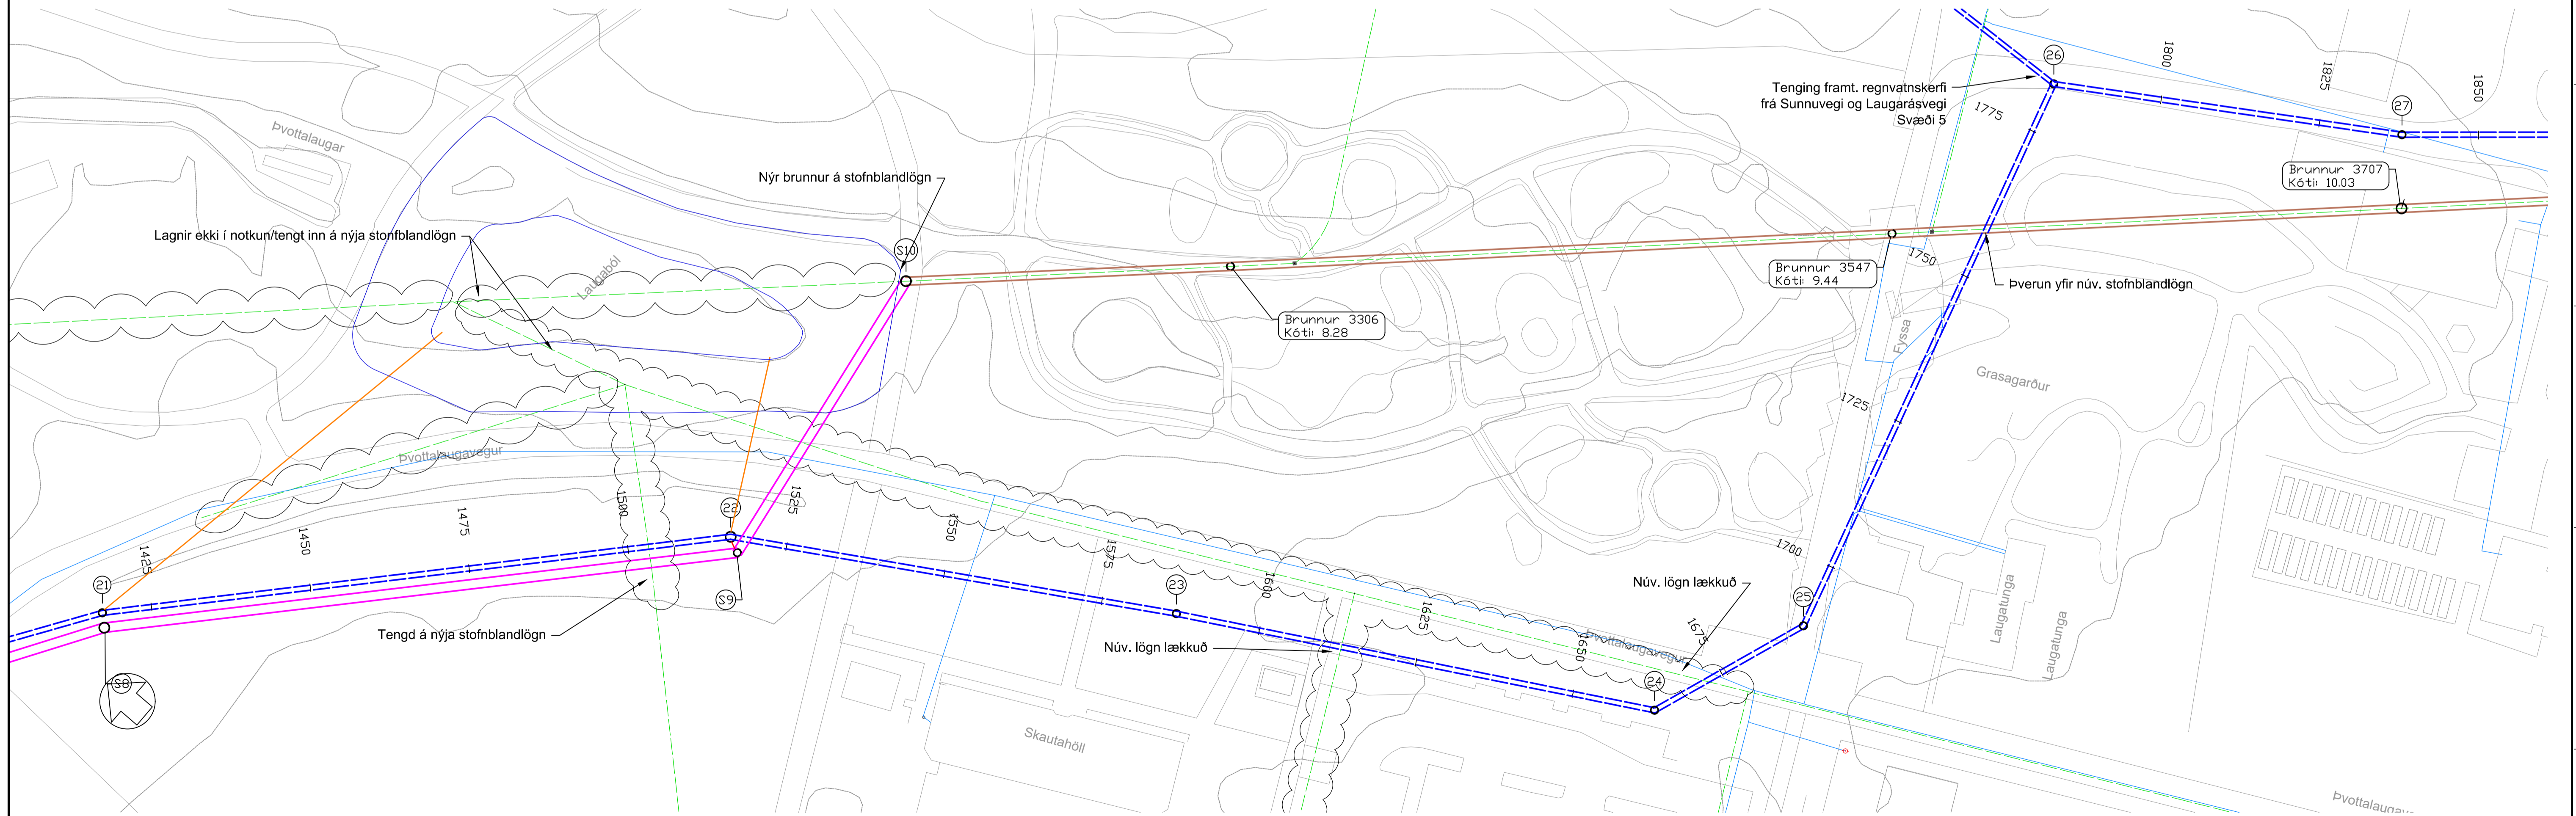 26
1800
1825
1850
Tenging framt. regnvatnskerfi
frá Sunnuvegi og Laugarásvegi
Svæði 5
1775
27
Þvottalaugar
Nýr brunnur á stofnblandlögn
Brunnur 3707
Kóti: 10.03
Lagnir ekki í notkun/tengt inn á nýja stonfblandlögn
S10
Laugaból
1750
Brunnur 3547
Kóti: 9.44
Þverun yfir núv. stofnblandlögn
Brunnur 3306
Kóti: 8.28
Fyssa
Grasagarður
1725
Þvottalaugavegur
1500
1525
1475
22
1450
1550
1425
1575
1700
21
23
1600
Núv. lögn lækkuð
25
S9
1625
Laugatunga
Laugatunga
Tengd á nýja stofnblandlögn
Núv. lögn lækkuð
1650
1675
Þvottalaugavegur
24
S8
Skautahöll
Þvottalaugav